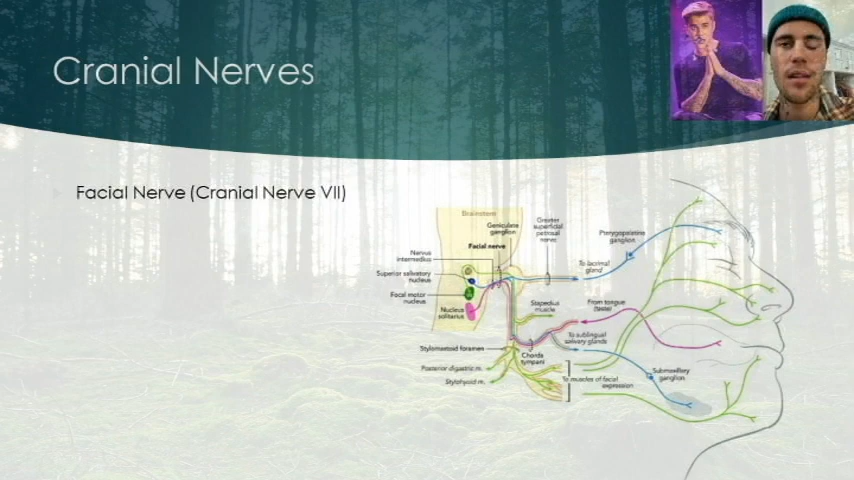 Cranial Nerves
Facial Nerve (Cranial Nerve VII)
Brainstem
Geniculate
ganglion
Greater
superficial
petrosal
nerve
Facial nerve
Pterygopalatine
ganglion
Nervus
intermedius
To lacrimal
gland
Superior salivatory
nucleus
Facial motor
nucleus
Stapedius
muscle
From tongue
(taste)
Nucleus
solitarius
To sublingual
salivary glands
Stylomastoid foramen
Chorda
tympani
Posterior digastric m.
Stylohyoid m.
To muscles of facial
expression
Submaxillary
ganglion